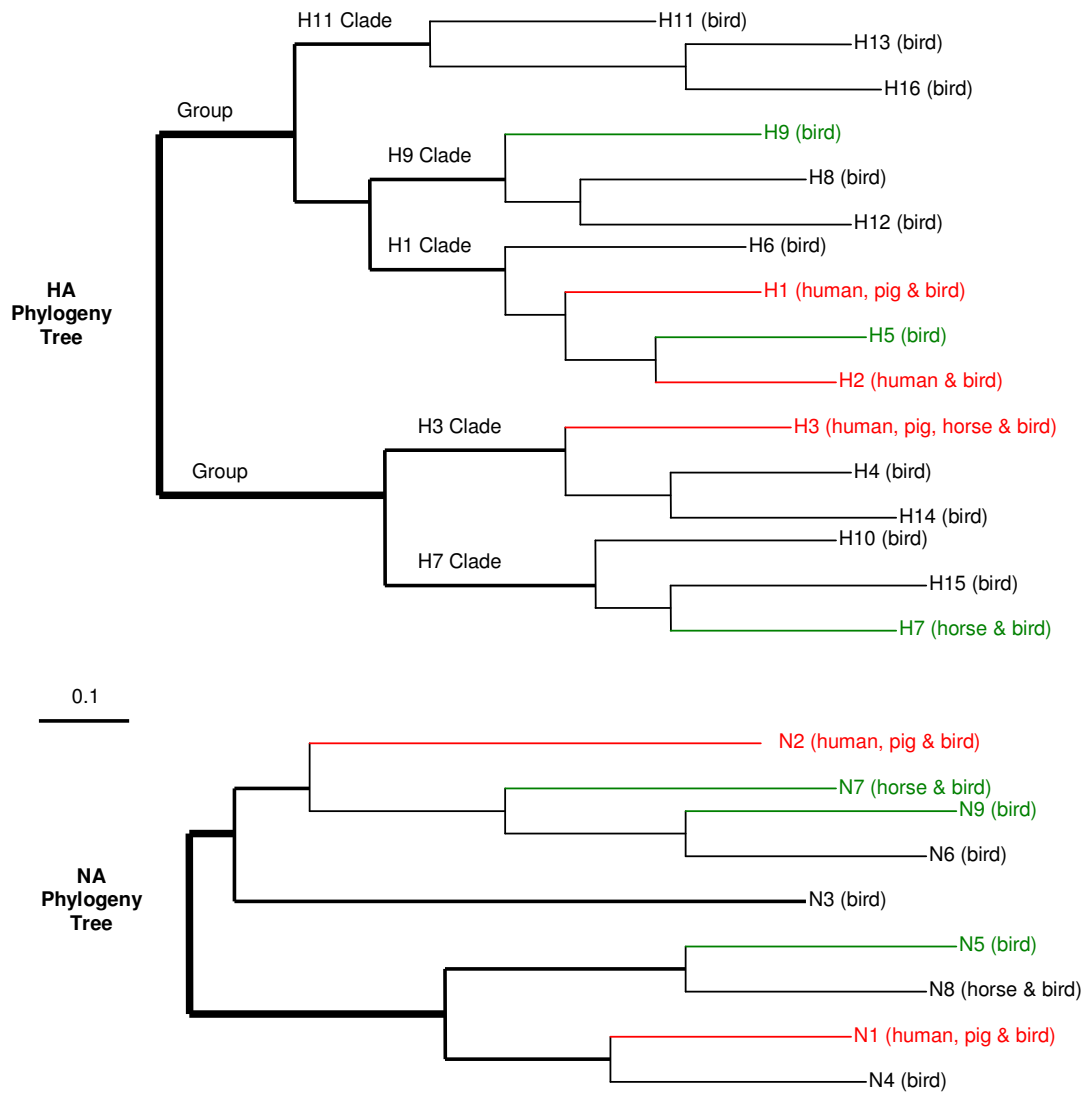 H11 Clade
H11 (bird)
H13 (bird)
H16 (bird)
Group
H9 (bird)
H9 Clade
H8 (bird)
H12 (bird)
H1 Clade
H6 (bird)
H1 (human, pig & bird)
HA
Phylogeny
Tree
H5 (bird)
H2 (human & bird)
H3 Clade
H3 (human, pig, horse & bird)
Group
H4 (bird)
H14 (bird)
H10 (bird)
H7 Clade
H15 (bird)
H7 (horse & bird)
0.1
N2 (human, pig & bird)
N7 (horse & bird)
N9 (bird)
N6 (bird)
NA
Phylogeny
Tree
N3 (bird)
N5 (bird)
N8 (horse & bird)
N1 (human, pig & bird)
N4 (bird)